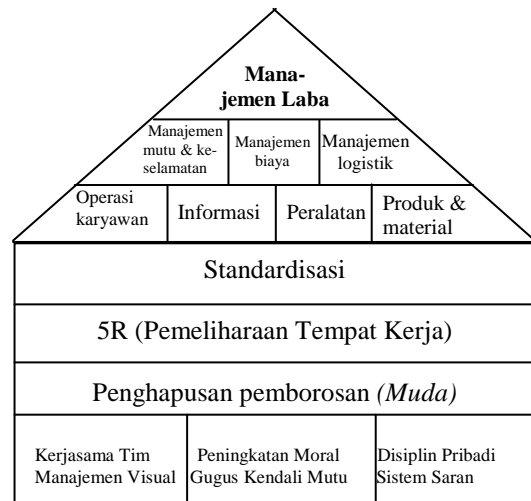 Mana-
jemen Laba
Manajemen
mutu & ke-
selamatan
Manajemen
biaya
Manajemen
logistik
Operasi
karyawan
Informasi
Peralatan
Produk &
material
Standardisasi
5R (Pemeliharaan Tempat Kerja)
Penghapusan pemborosan (Muda)
Kerjasama Tim
Manajemen Visual
Peningkatan Moral
Gugus Kendali Mutu
Disiplin Pribadi
Sistem Saran